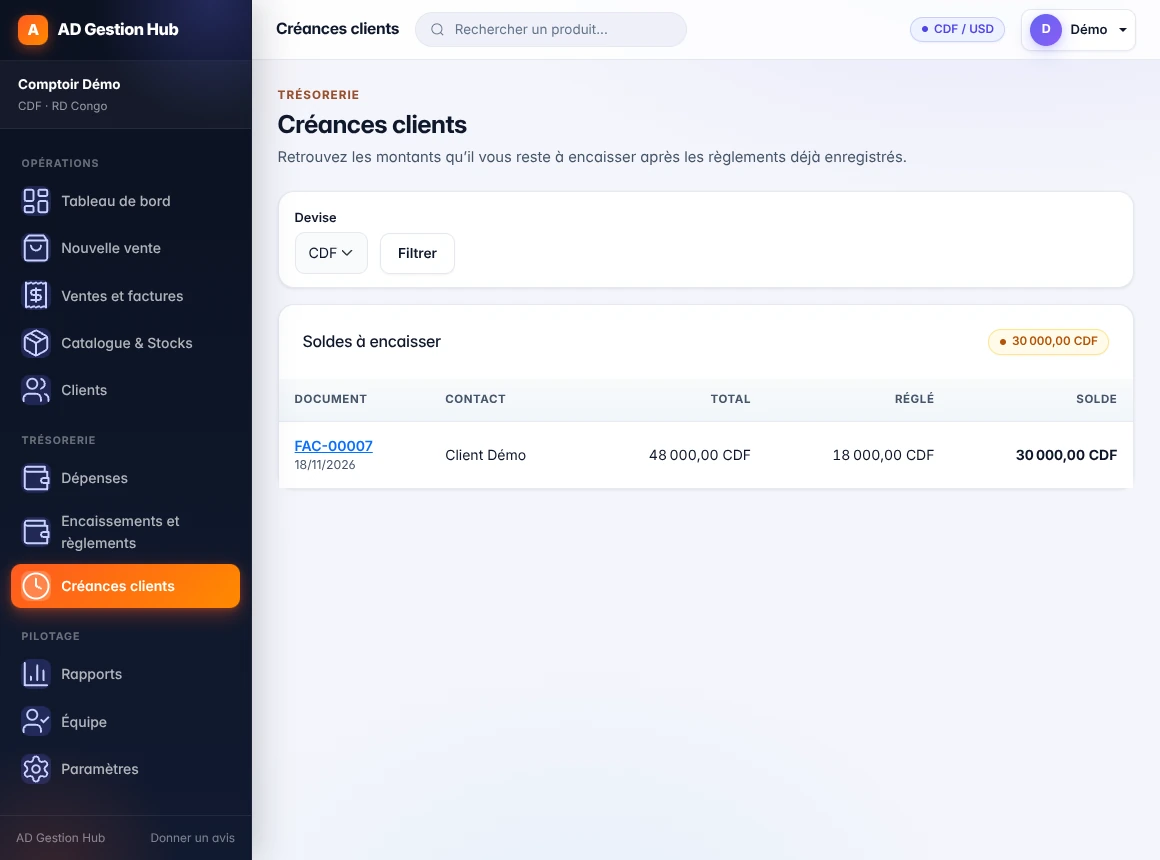 A AD Gestion Hub
Comptoir Démo
CDF · RD Congo
OPÉRATIONS
Tableau de bord
Nouvelle vente
Ventes et factures
Catalogue & Stocks
Clients
TRÉSORERIE
Dépenses
Encaissements et
règlements
Créances clients
PILOTAGE
Rapports
Équipe
Paramètres
AD Gestion Hub Donner un avis
Créances clients Rechercher un produit... CDF / USD D Démo
TRÉSORERIE
Créances clients
Retrouvez les montants qu’il vous reste à encaisser après les règlements déjà enregistrés.
Devise
CDF Filtrer
Soldes à encaisser 30 000,00 CDF
DOCUMENT CONTACT TOTAL RÉGLÉ SOLDE
FAC-00007
18/11/2026
Client Démo 48 000,00 CDF 18 000,00 CDF 30 000,00 CDF